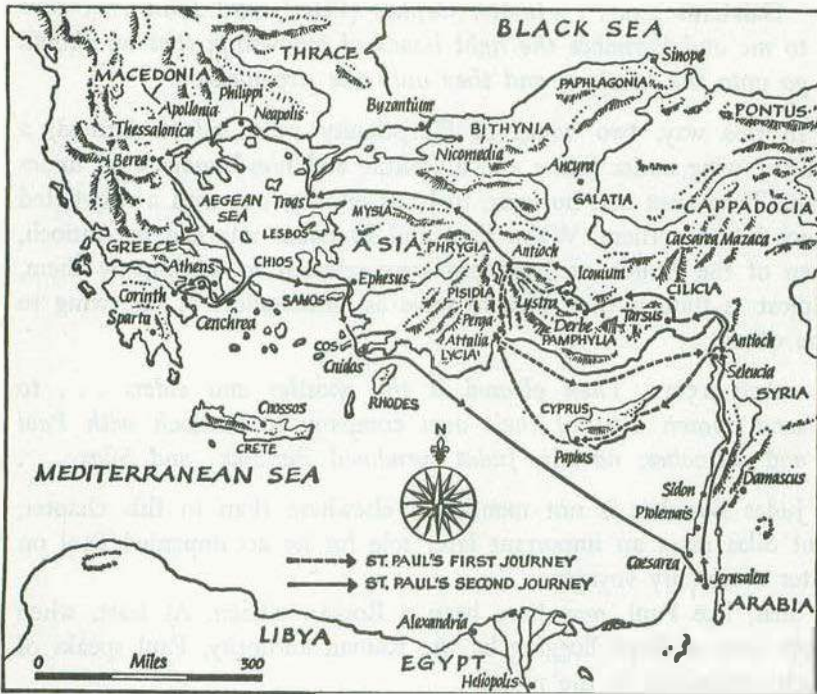 BLACK SEA
Sinope
THRACE
MACEDONIA
Philippi
PAPHLAGONIA
Apollonia
Neapolis
PONTUS
Byzantium
Thessalonica
BITHYNIA
Nicomedia
Berea
Ancyra
AEGEAN
SEA
Troas
GALATIA
CAPPADOCIA
MYSIA
LESBOS
ASIA
PHRYGIA
Antioch
Caesarea Mazaca
GREECE
Athens
CHIOS
Iconium
Ephesus
CILICIA
PISIDIA
Corinth
SAMOS
Lystra
Tarsus
Sparta
Perga
Derbe
Cenchrea
PAMPHYLIA
Antioch
Attalia
LYCIA
COS
Seleucia
Cnidos
SYRIA
RHODES
CYPRUS
Cnossos
N
Paphos
CRETE
Damascus
MEDITERRANEAN SEA
Sidon
Ptolemais
ST. PAUL'S FIRST JOURNEY
Caesarea
ST. PAUL'S SECOND JOURNEY
Jerusalem
ARABIA
Alexandria
LIBYA
0 Miles 300
EGYPT
Heliopolis